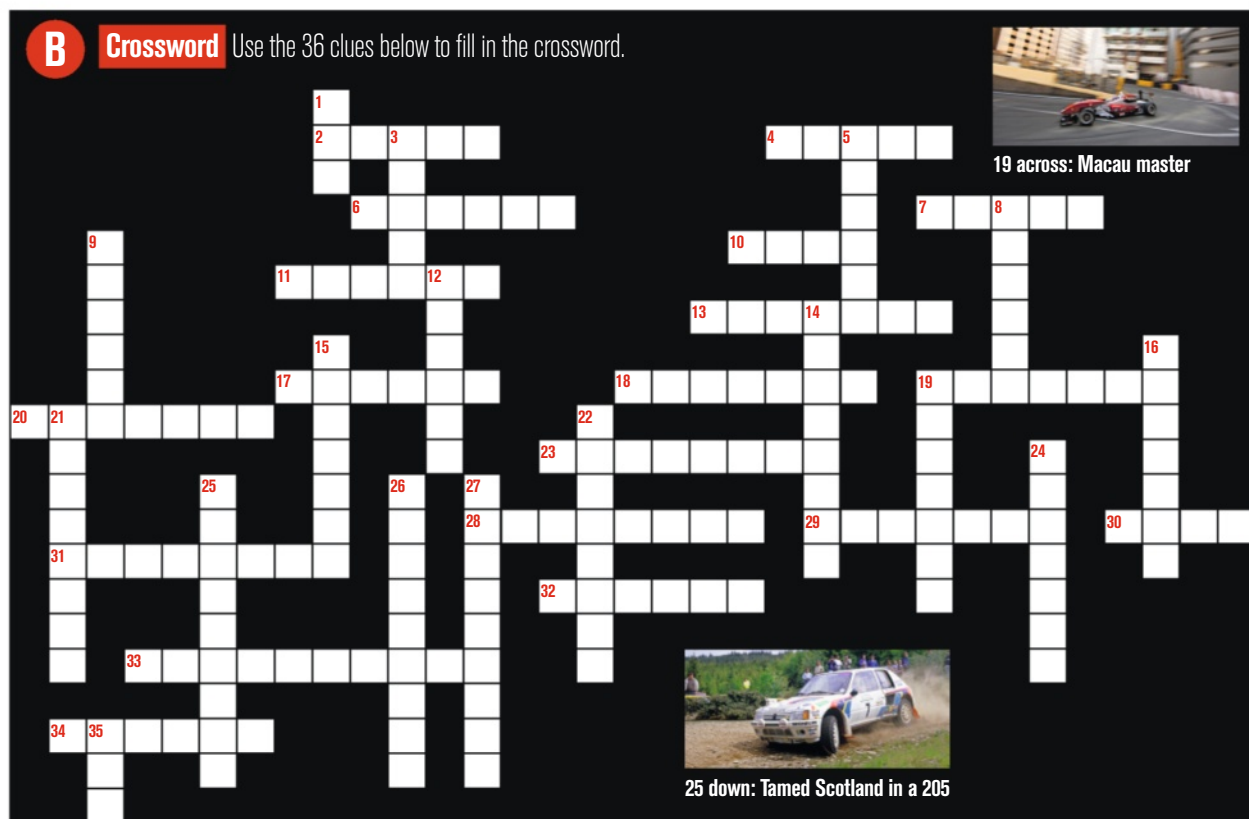 B Crossword Use the 36 clues below to fill in the crossword.
19 across: Macau master
1
2 3 4 5
6 7 8
9 10
11 12
13 14
15 16
17 18 19
20 21 22
23 24
25 26 27
28 29 30
31
32
33
34 35
25 down: Tamed Scotland in a 205